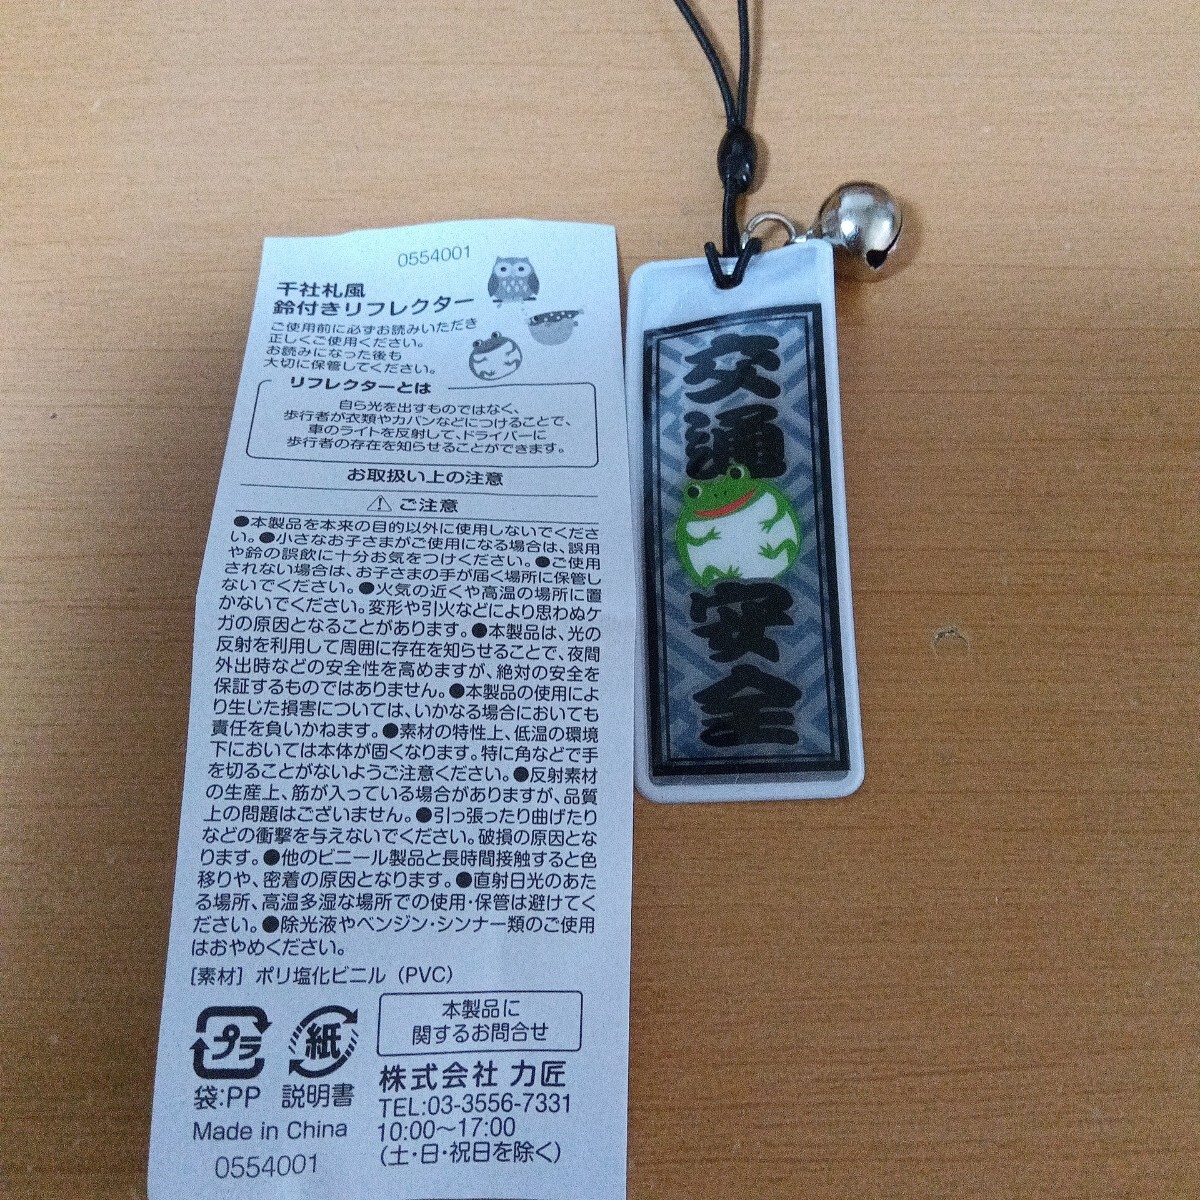 0554001
千社札風
鈴付きリフレクター
ご使用前に必ずお読みいただき
正しくご使用ください。
お読みになった後も
大切に保管してください。
リフレクターとは
自ら光を出すものではなく、
歩行者が衣類やカバンなどにつけることで、
車のライトを反射して、ドライバーに
歩行者の存在を知らせることができます。
お取扱い上の注意
⚠ ご注意
●本製品を本来の目的以外に使用しないでくださ
い。●小さなお子さまがご使用になる場合は、誤用
や鈴の誤飲に十分お気をつけください。●ご使用
されない場合は、お子さまの手が届く場所に保管し
ないでください。●火気の近くや高温の場所に置
かないでください。変形や引火などにより思わぬケ
ガの原因となることがあります。●本製品は、光の
反射を利用して周囲に存在を知らせることで、夜間
外出時などの安全性を高めますが、絶対の安全を
保証するものではありません。●本製品の使用によ
り生じた損害については、いかなる場合においても
責任を負いかねます。●素材の特性上、低温の環境
下においては本体が固くなります。特に角などで手
を切ることがないようご注意ください。●反射素材
の生産上、筋が入っている場合がありますが、品質
上の問題はございません。●引っ張ったり曲げたり
などの衝撃を与えないでください。破損の原因とな
ります。●他のビニール製品と長時間接触すると色
移りや、密着の原因となります。●直射日光のあた
る場所、高温多湿な場所での使用・保管は避けてく
ださい。●除光液やベンジン・シンナー類のご使用
はおやめください。
[素材] ポリ塩化ビニル (PVC)
プラ
袋:PP
紙
説明書
Made in China
0554001
本製品に
関するお問合せ
株式会社 力匠
TEL:03-3556-7331
10:00～17:00
(土・日・祝日を除く)
交通安全